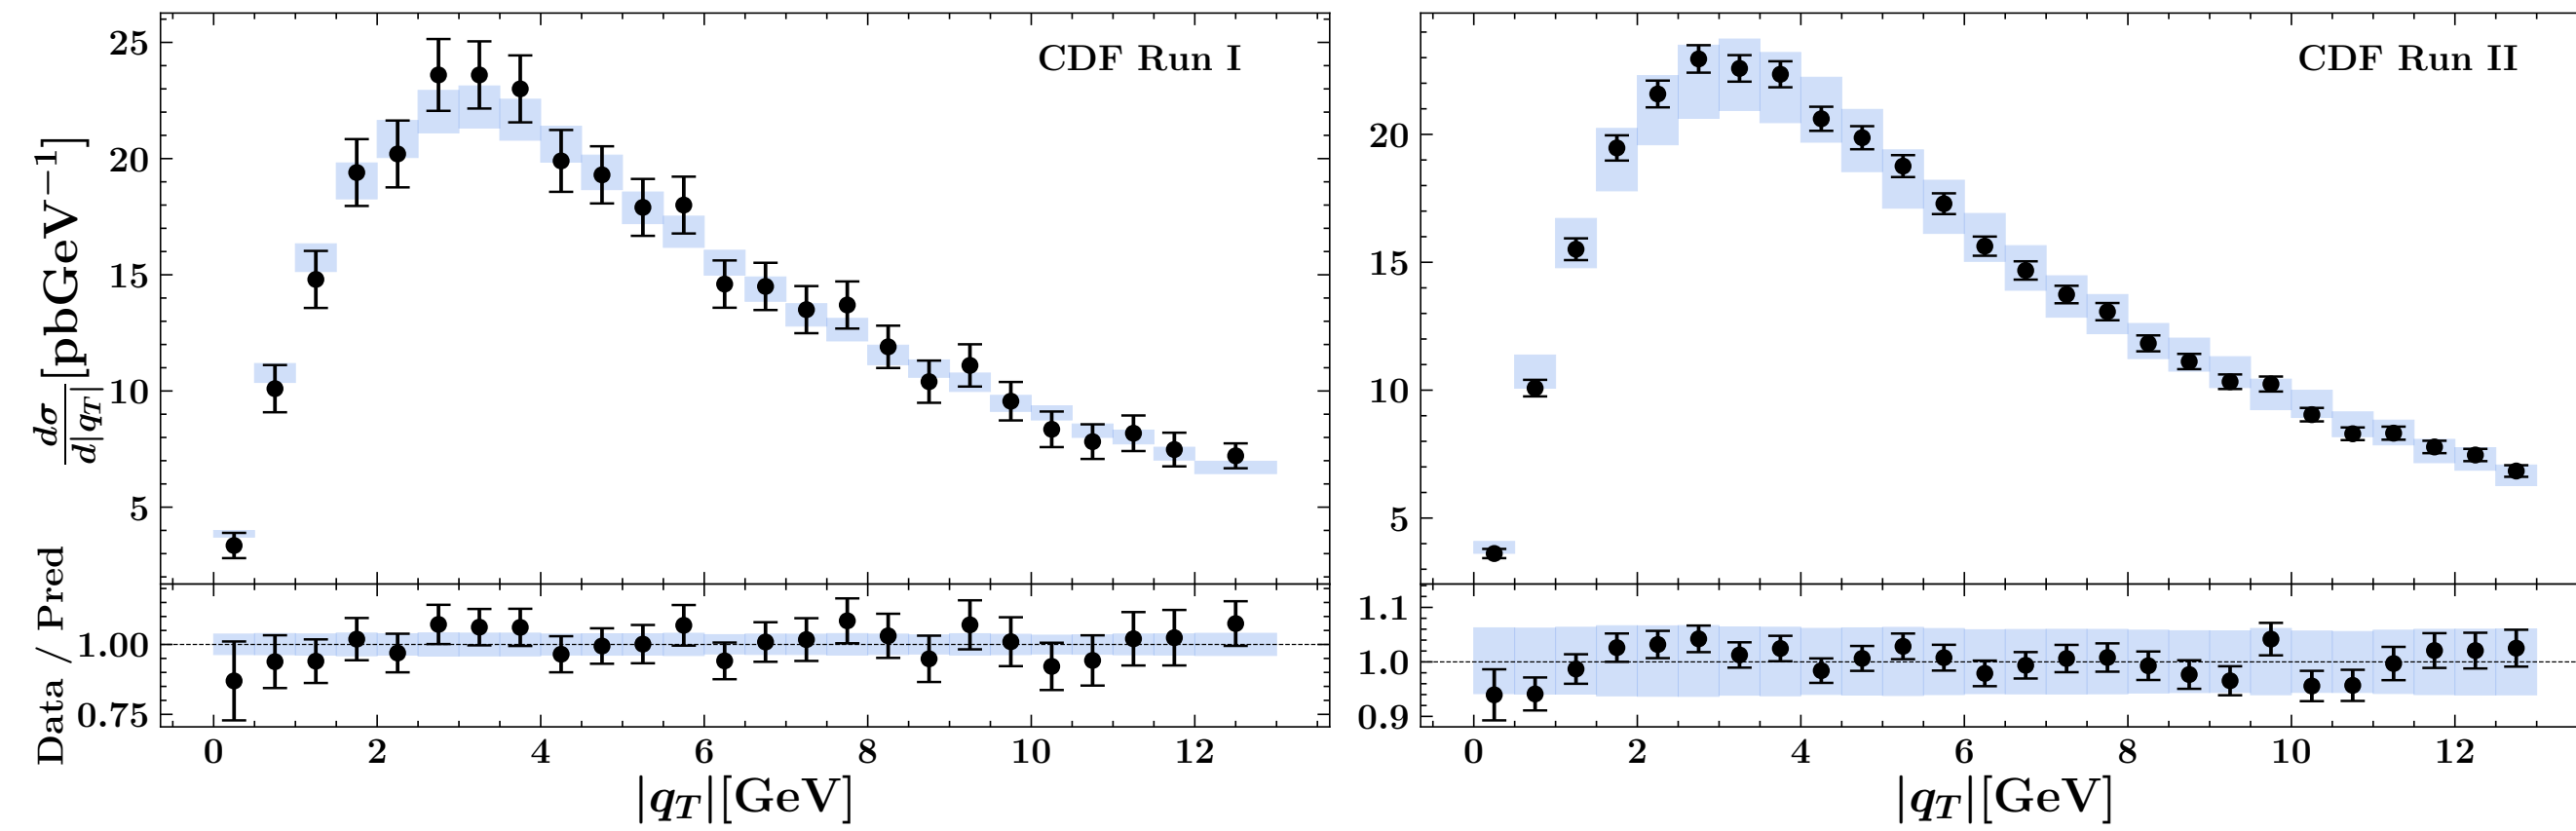 CDF Run I
25
20
15
10
5
dσ/d|q_T| [pbGeV⁻¹]
1.00
0.75
Data / Pred
0 2 4 6 8 10 12
|q_T|[GeV]
CDF Run II
20
15
10
5
1.1
1.0
0.9
0 2 4 6 8 10 12
|q_T|[GeV]